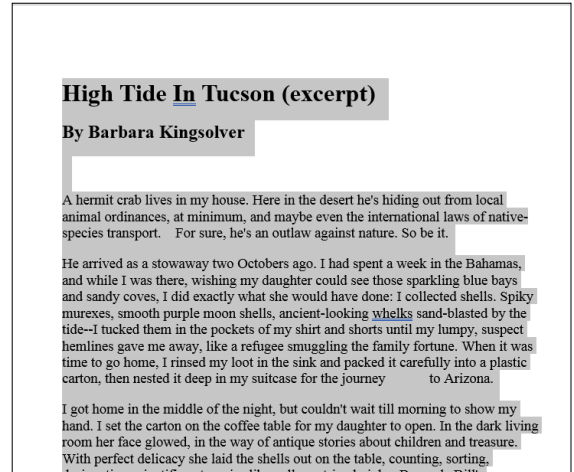 High Tide In Tucson (excerpt)
By Barbara Kingsolver
A hermit crab lives in my house. Here in the desert he's hiding out from local
animal ordinances, at minimum, and maybe even the international laws of native-
species transport. For sure, he's an outlaw against nature. So be it.
He arrived as a stowaway two Octobers ago. I had spent a week in the Bahamas,
and while I was there, wishing my daughter could see those sparkling blue bays
and sandy coves, I did exactly what she would have done: I collected shells. Spiky
murexes, smooth purple moon shells, ancient-looking whelks sand-blasted by the
tide--I tucked them in the pockets of my shirt and shorts until my lumpy, suspect
hemlines gave me away, like a refugee smuggling the family fortune. When it was
time to go home, I rinsed my loot in the sink and packed it carefully into a plastic
carton, then nested it deep in my suitcase for the journey to Arizona.
I got home in the middle of the night, but couldn't wait till morning to show my
hand. I set the carton on the coffee table for my daughter to open. In the dark living
room her face glowed, in the way of antique stories about children and treasure.
With perfect delicacy she laid the shells out on the table, counting, sorting,